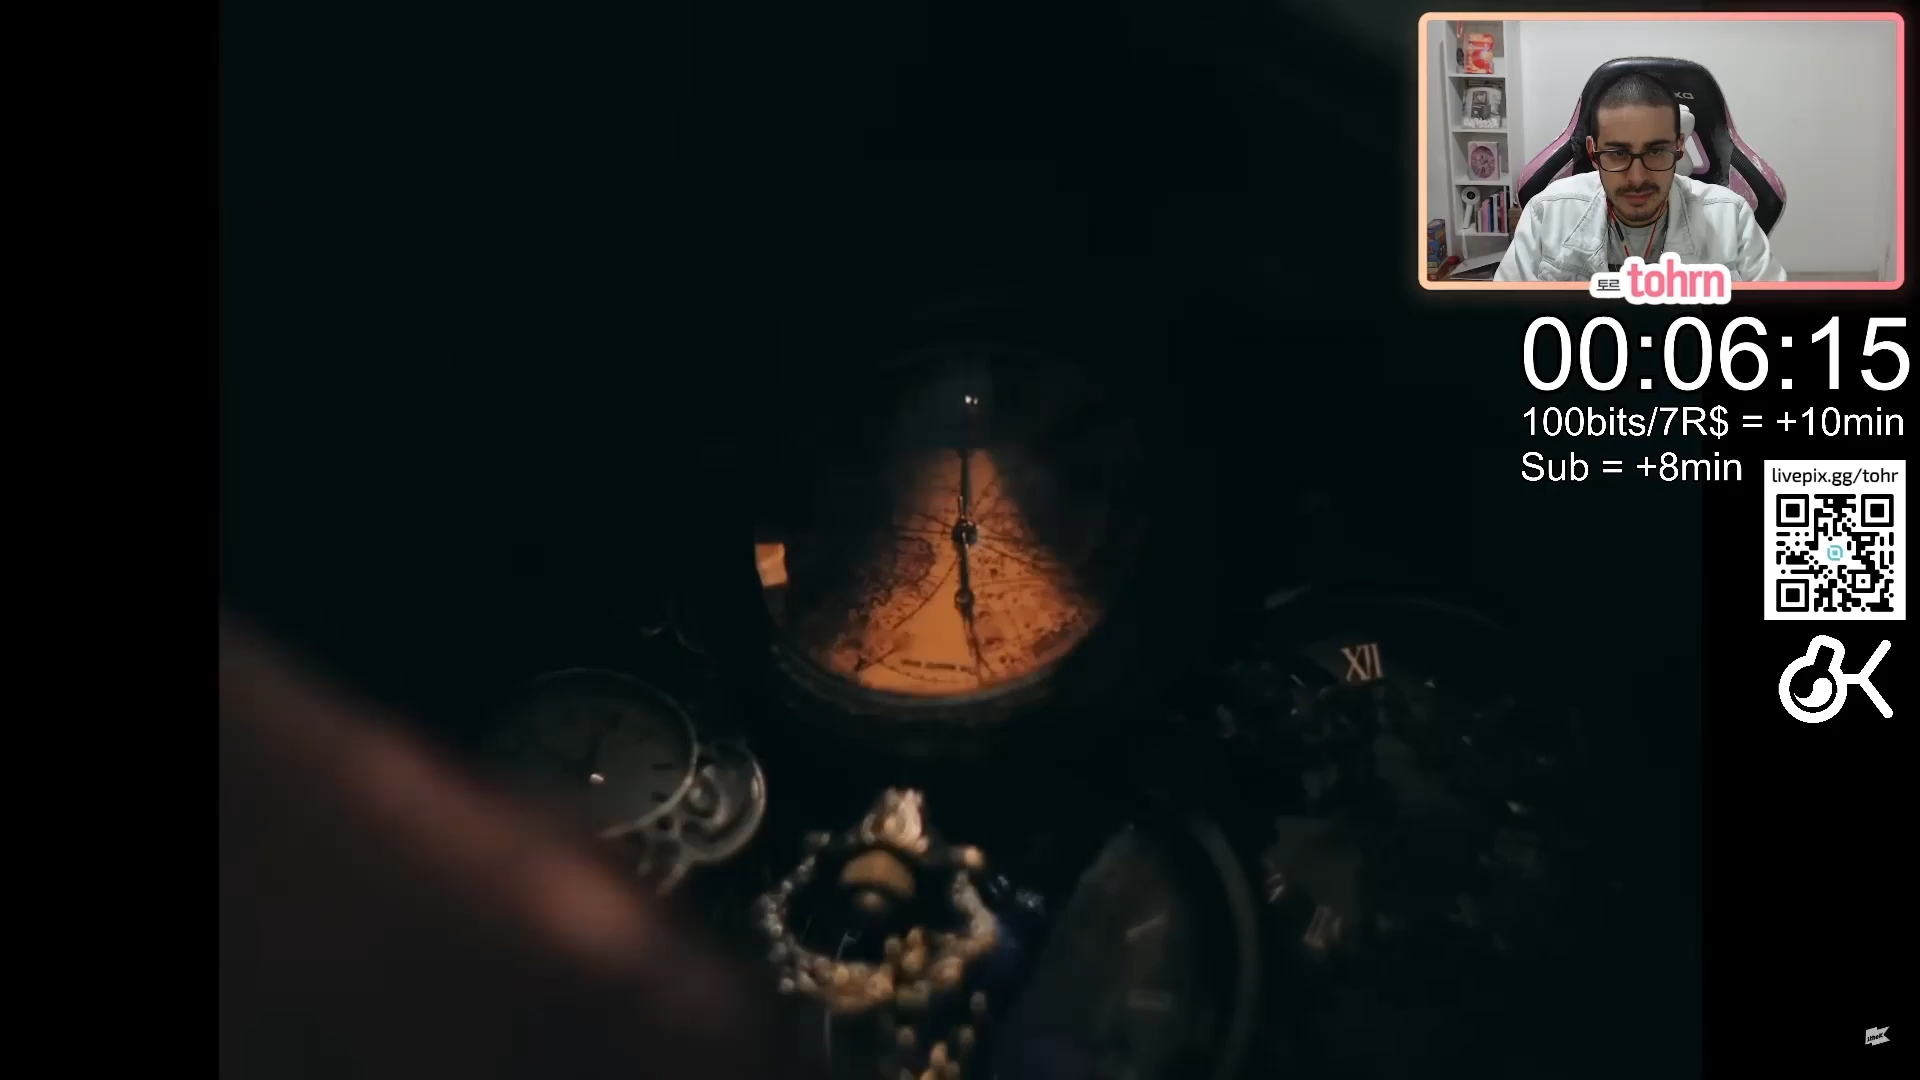 토르 tohrn
00:06:15
100bits/7R$ = +10min
Sub = +8min
livepix.gg/tohr
XII